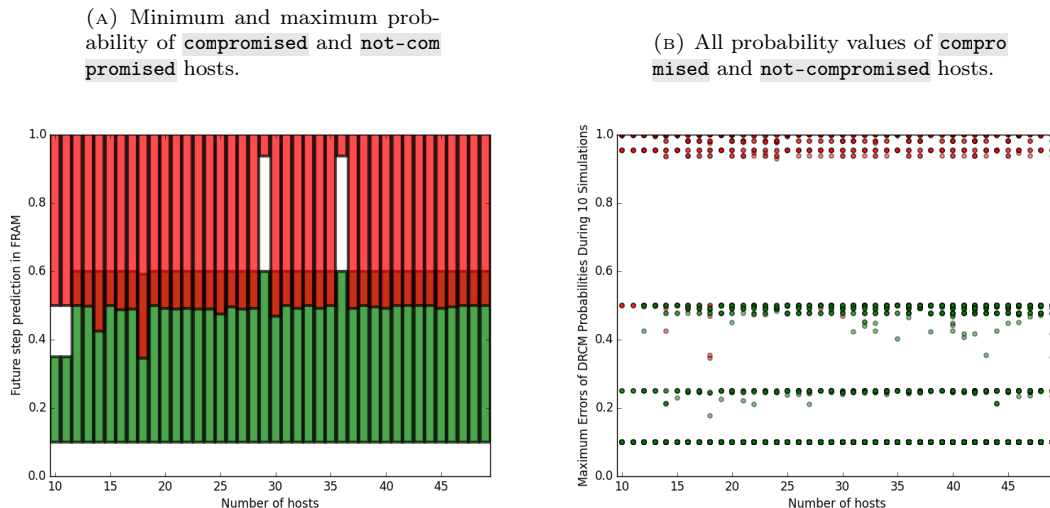 (A) Minimum and maximum prob-
ability of compromised and not-com
promised hosts.
(B) All probability values of compro
mised and not-compromised hosts.
Future step prediction in FRAM
1.0
0.8
0.6
0.4
0.2
0.0
10 15 20 25 30 35 40 45
Number of hosts
Maximum Errors of DRCM Probabilities During 10 Simulations
1.0
0.8
0.6
0.4
0.2
0.0
10 15 20 25 30 35 40 45
Number of hosts